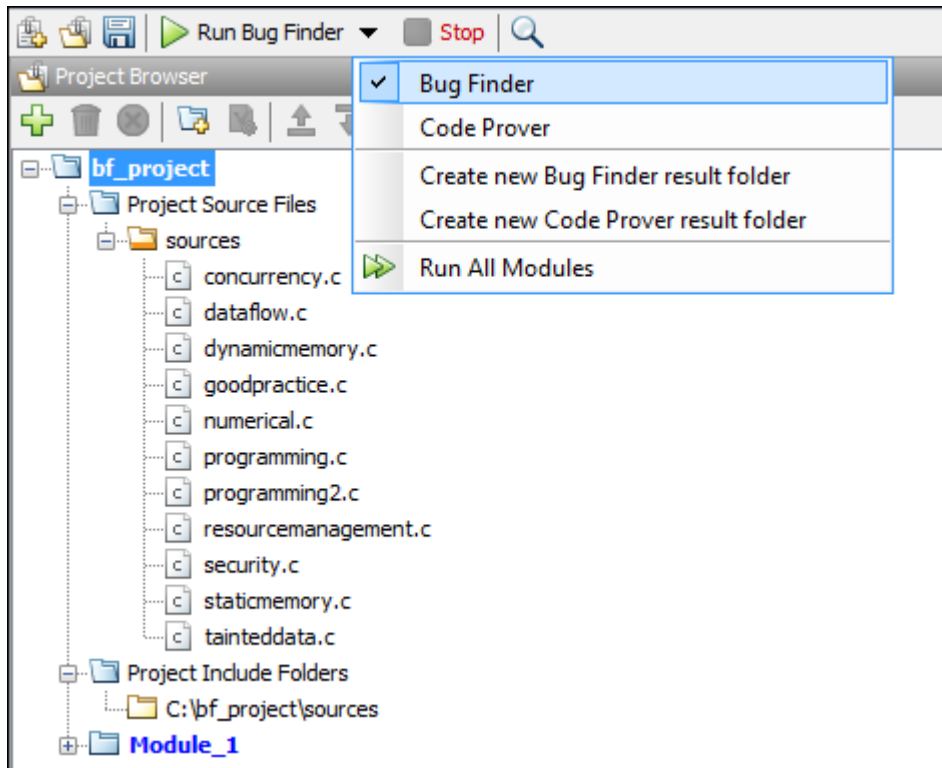 Run Bug Finder Stop
Project Browser
Bug Finder
Code Prover
Create new Bug Finder result folder
Create new Code Prover result folder
Run All Modules
bf_project
Project Source Files
sources
concurrency.c
dataflow.c
dynamicmemory.c
goodpractice.c
numerical.c
programming.c
programming2.c
resourcemanagement.c
security.c
staticmemory.c
tainteddata.c
Project Include Folders
C:\bf_project\sources
Module_1